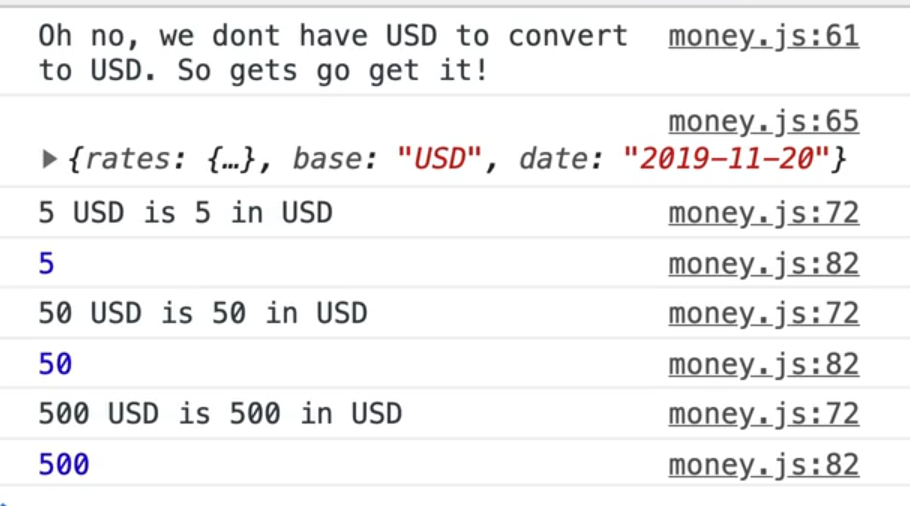 Oh no, we dont have USD to convert money.js:61
to USD. So gets go get it!
money.js:65
▶ {rates: {…}, base: "USD", date: "2019-11-20"}
5 USD is 5 in USD money.js:72
5 money.js:82
50 USD is 50 in USD money.js:72
50 money.js:82
500 USD is 500 in USD money.js:72
500 money.js:82